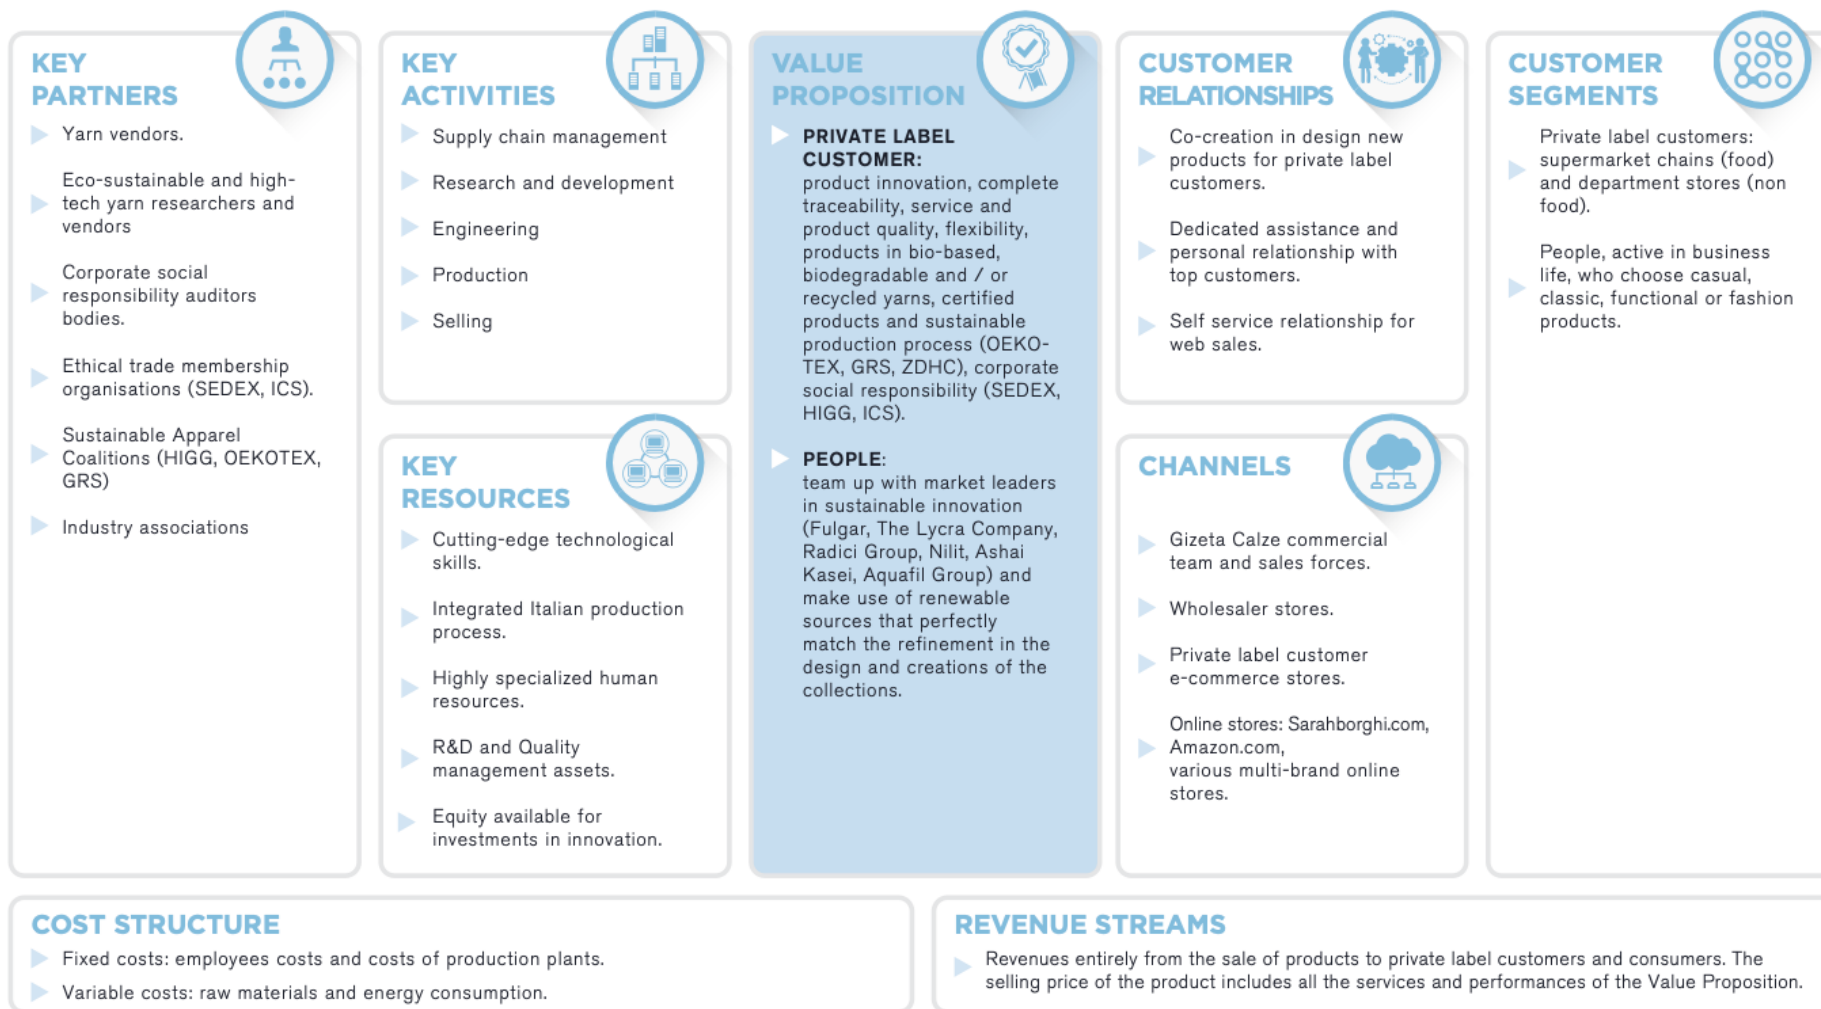 KEY
PARTNERS
Yarn vendors.
Eco-sustainable and high-
tech yarn researchers and
vendors
Corporate social
responsibility auditors
bodies.
Ethical trade membership
organisations (SEDEX, ICS).
Sustainable Apparel
Coalitions (HIGG, OEKOTEX,
GRS)
Industry associations
KEY
ACTIVITIES
Supply chain management
Research and development
Engineering
Production
Selling
KEY
RESOURCES
Cutting-edge technological
skills.
Integrated Italian production
process.
Highly specialized human
resources.
R&D and Quality
management assets.
Equity available for
investments in innovation.
VALUE
PROPOSITION
PRIVATE LABEL
CUSTOMER:
product innovation, complete
traceability, service and
product quality, flexibility,
products in bio-based,
biodegradable and / or
recycled yarns, certified
products and sustainable
production process (OEKO-
TEX, GRS, ZDHC), corporate
social responsibility (SEDEX,
HIGG, ICS).
PEOPLE:
team up with market leaders
in sustainable innovation
(Fulgar, The Lycra Company,
Radici Group, Nilit, Ashai
Kasei, Aquafil Group) and
make use of renewable
sources that perfectly
match the refinement in the
design and creations of the
collections.
CUSTOMER
RELATIONSHIPS
Co-creation in design new
products for private label
customers.
Dedicated assistance and
personal relationship with
top customers.
Self service relationship for
web sales.
CHANNELS
Gizeta Calze commercial
team and sales forces.
Wholesaler stores.
Private label customer
e-commerce stores.
Online stores: Sarahborghi.com,
Amazon.com,
various multi-brand online
stores.
CUSTOMER
SEGMENTS
Private label customers:
supermarket chains (food)
and department stores (non
food).
People, active in business
life, who choose casual,
classic, functional or fashion
products.
COST STRUCTURE
Fixed costs: employees costs and costs of production plants.
Variable costs: raw materials and energy consumption.
REVENUE STREAMS
Revenues entirely from the sale of products to private label customers and consumers. The
selling price of the product includes all the services and performances of the Value Proposition.